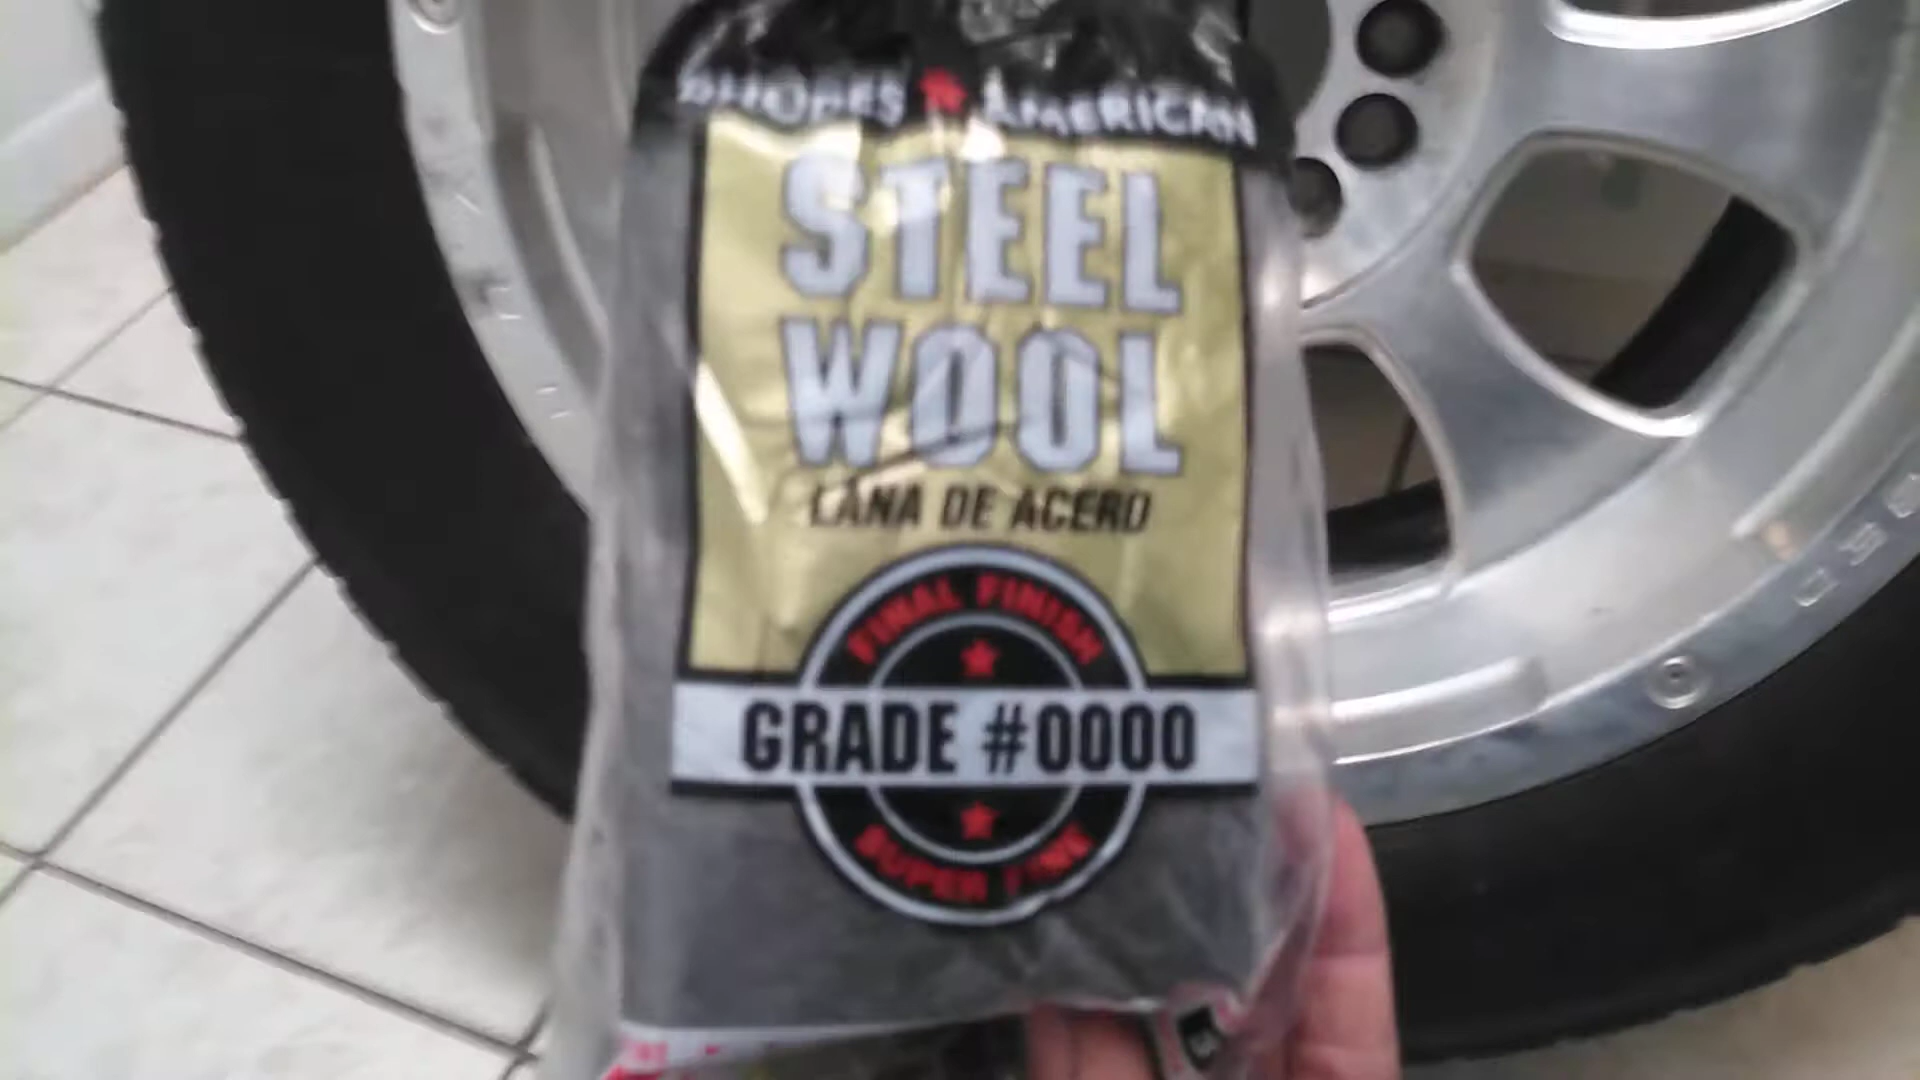 RHODES AMERICAN
STEEL
WOOL
LANA DE ACERO
FINAL FINISH
GRADE #0000
SUPER FINE